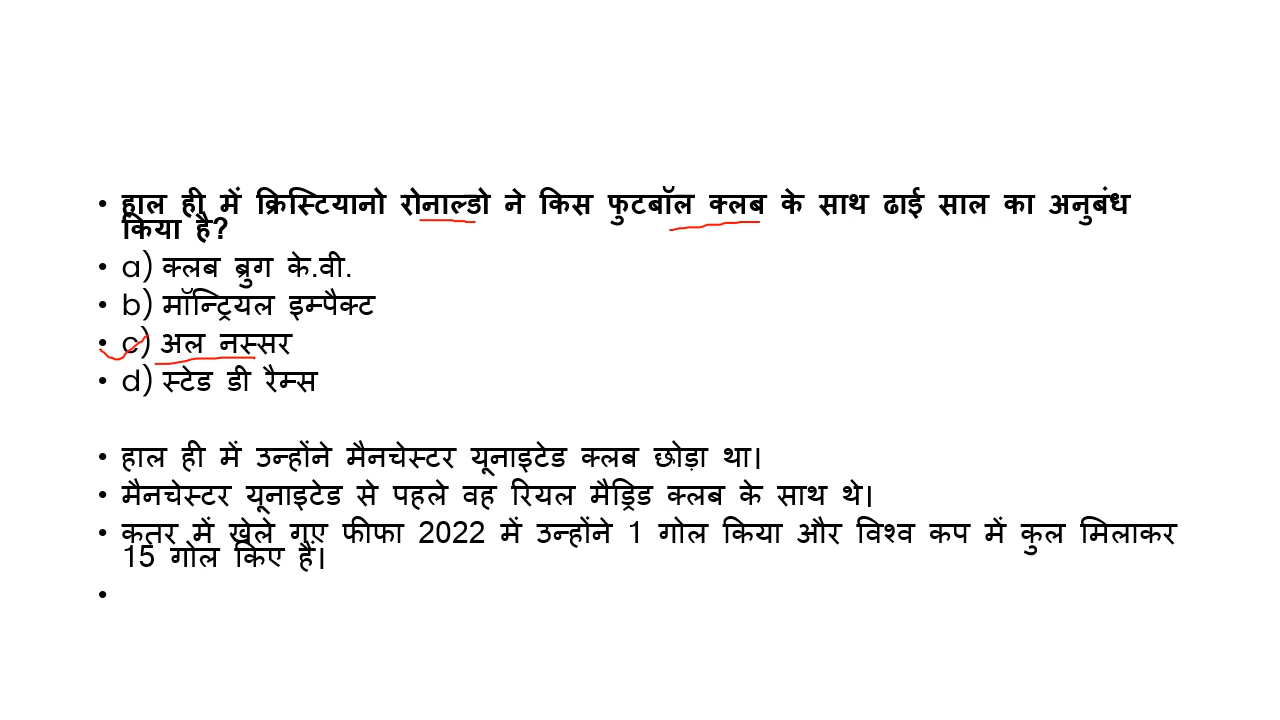 • हाल ही में क्रिस्टियानो रोनाल्डो ने किस फुटबॉल क्लब के साथ ढाई साल का अनुबंध
किया है?
• a) क्लब ब्रुग के.वी.
• b) मॉन्ट्रियल इम्पैक्ट
• c) अल नस्सर
• d) स्टेड डी रैम्स
• हाल ही में उन्होंने मैनचेस्टर यूनाइटेड क्लब छोड़ा था।
• मैनचेस्टर यूनाइटेड से पहले वह रियल मैड्रिड क्लब के साथ थे।
• कतर में खेले गए फीफा 2022 में उन्होंने 1 गोल किया और विश्व कप में कुल मिलाकर
15 गोल किए हैं।
•